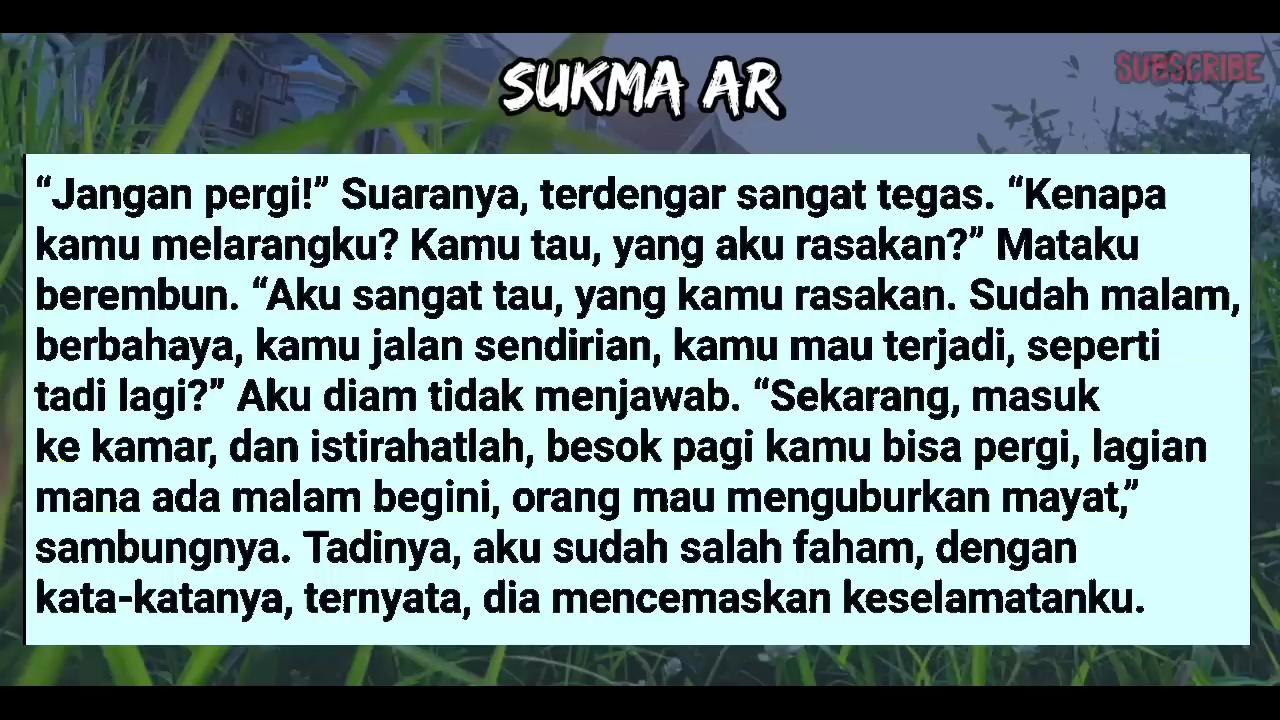 SUKMA AR
SUBSCRIBE
“Jangan pergi!” Suaranya, terdengar sangat tegas. “Kenapa
kamu melarangku? Kamu tau, yang aku rasakan?” Mataku
berembun. “Aku sangat tau, yang kamu rasakan. Sudah malam,
berbahaya, kamu jalan sendirian, kamu mau terjadi, seperti
tadi lagi?” Aku diam tidak menjawab. “Sekarang, masuk
ke kamar, dan istirahatlah, besok pagi kamu bisa pergi, lagian
mana ada malam begini, orang mau menguburkan mayat,”
sambungnya. Tadinya, aku sudah salah faham, dengan
kata-katanya, ternyata, dia mencemaskan keselamatanku.